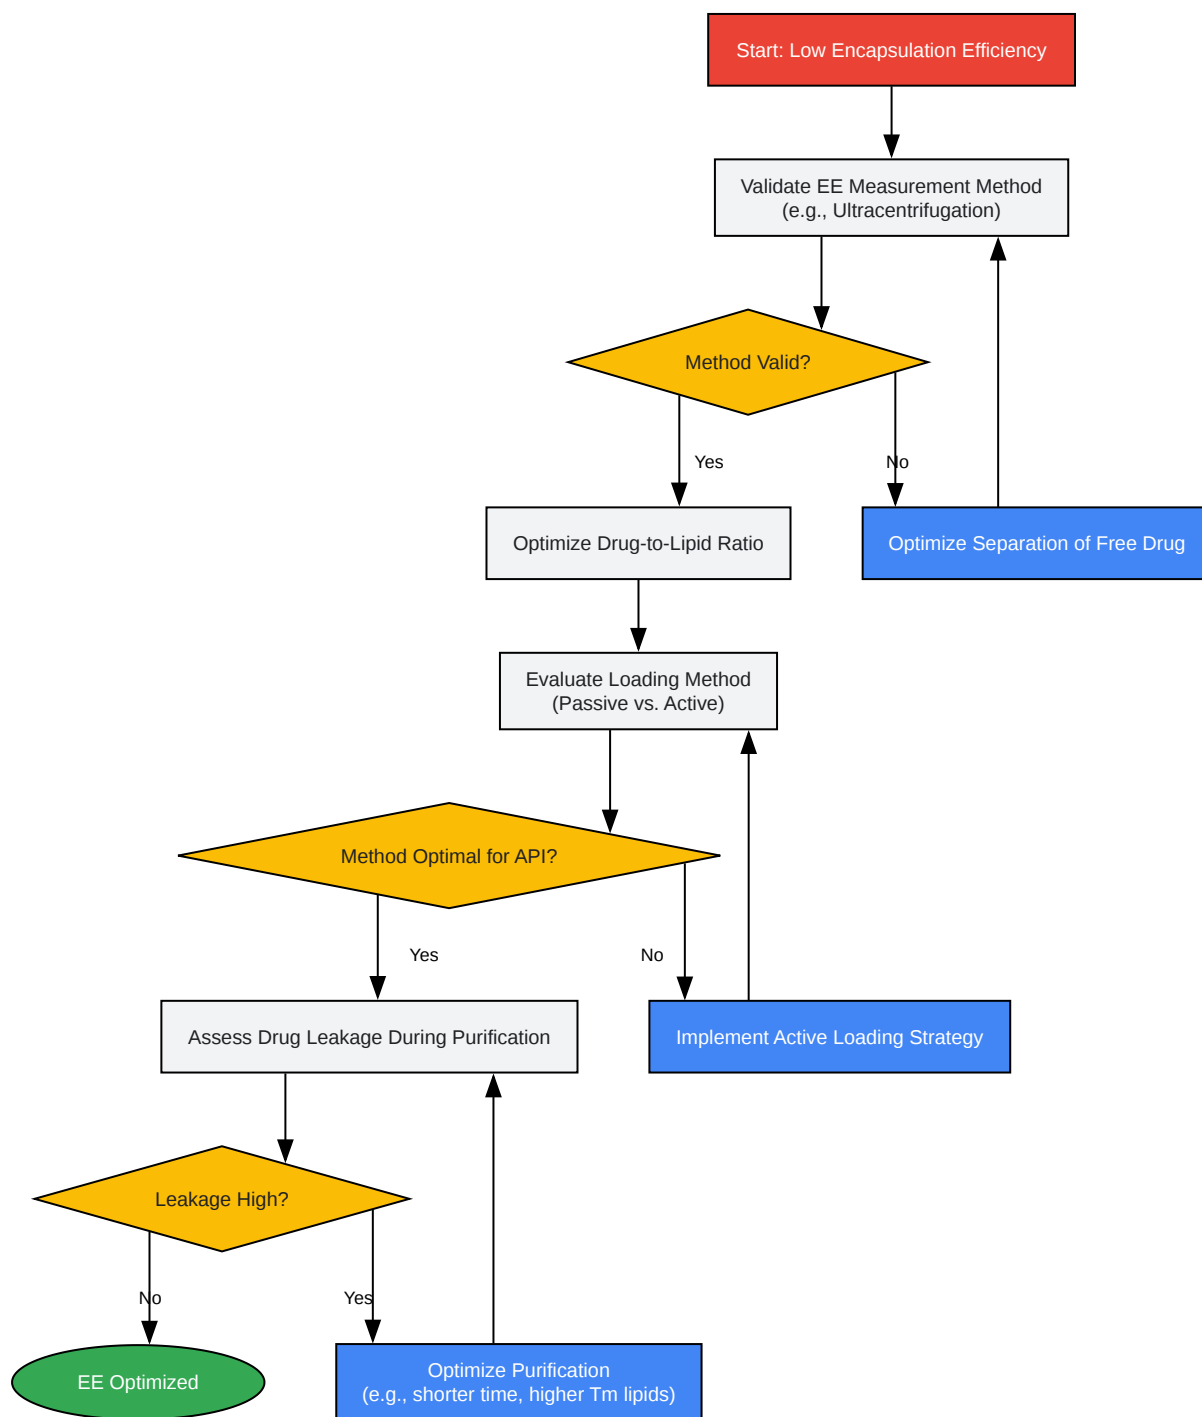 Start: Low Encapsulation Efficiency
Validate EE Measurement Method
(e.g., Ultracentrifugation)
Method Valid?
Yes
No
Optimize Drug-to-Lipid Ratio
Optimize Separation of Free Drug
Evaluate Loading Method
(Passive vs. Active)
Method Optimal for API?
Yes
No
Assess Drug Leakage During Purification
Implement Active Loading Strategy
Leakage High?
No
Yes
EE Optimized
Optimize Purification
(e.g., shorter time, higher Tm lipids)